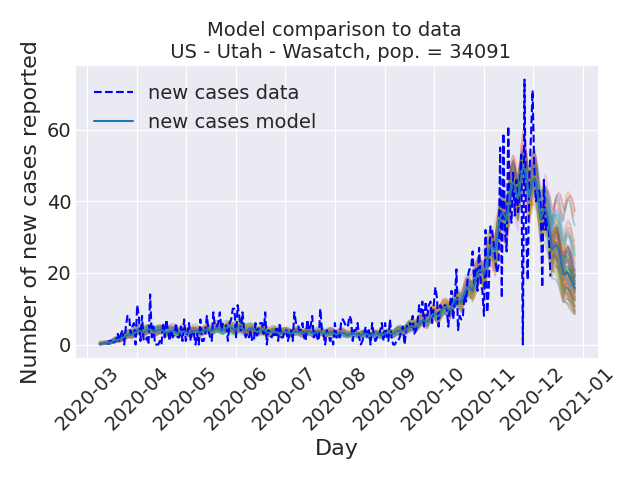 Model comparison to data
US - Utah - Wasatch, pop. = 34091
new cases data
new cases model
Number of new cases reported
60
40
20
0
2020-03
2020-04
2020-05
2020-06
2020-07
2020-08
2020-09
2020-10
2020-11
2020-12
2021-01
Day